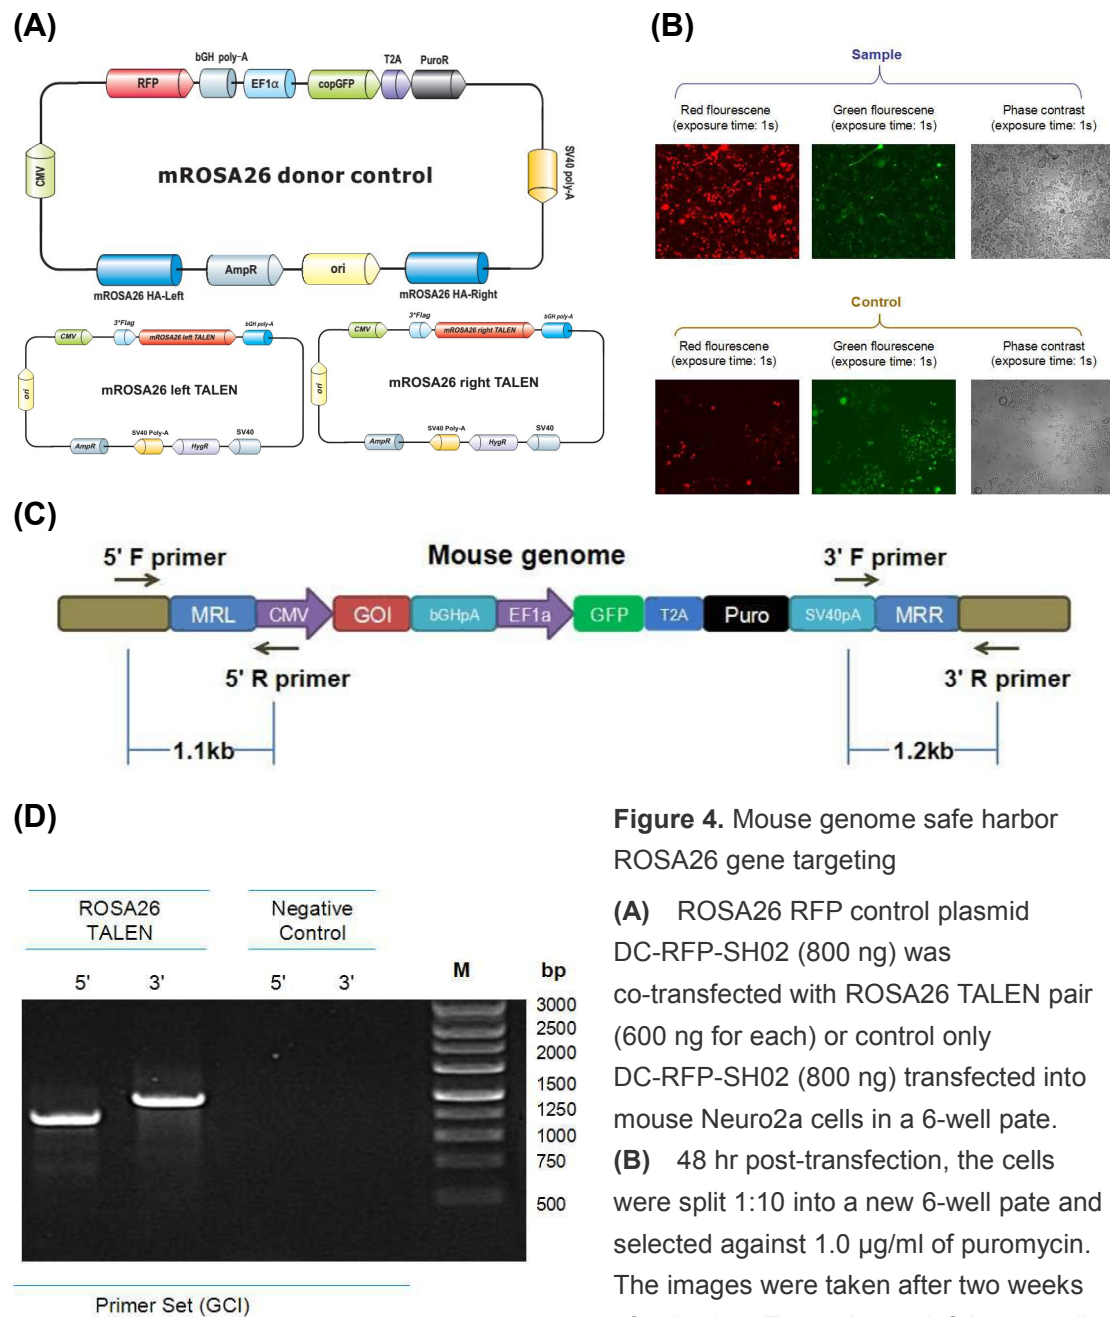 (A)
bGH poly-A
T2A
PuroR
RFP
EF1α
copGFP
CMV
mROSA26 donor control
SV40 poly-A
AmpR
ori
mROSA26 HA-Left
mROSA26 HA-Right
CMV
3*Flag
mROSA26 left TALEN
bGH poly-A
ori
mROSA26 left TALEN
AmpR
SV40 Poly-A
HygR
SV40
CMV
3*Flag
mROSA26 right TALEN
bGH poly-A
ori
mROSA26 right TALEN
AmpR
SV40 Poly-A
HygR
SV40
(B)
Sample
Red flourescene
(exposure time: 1s)
Green flourescene
(exposure time: 1s)
Phase contrast
(exposure time: 1s)
Control
Red flourescene
(exposure time: 1s)
Green flourescene
(exposure time: 1s)
Phase contrast
(exposure time: 1s)
(C)
5' F primer
Mouse genome
3' F primer
MRL
CMV
GOI
bGHpA
EF1a
GFP
T2A
Puro
SV40pA
MRR
5' R primer
3' R primer
1.1kb
1.2kb
(D)
ROSA26
TALEN
Negative
Control
5'
3'
5'
3'
M
bp
3000
2500
2000
1500
1250
1000
750
500
Primer Set (GCI)
Figure 4. Mouse genome safe harbor
ROSA26 gene targeting
(A) ROSA26 RFP control plasmid
DC-RFP-SH02 (800 ng) was
co-transfected with ROSA26 TALEN pair
(600 ng for each) or control only
DC-RFP-SH02 (800 ng) transfected into
mouse Neuro2a cells in a 6-well pate.
(B) 48 hr post-transfection, the cells
were split 1:10 into a new 6-well pate and
selected against 1.0 µg/ml of puromycin.
The images were taken after two weeks